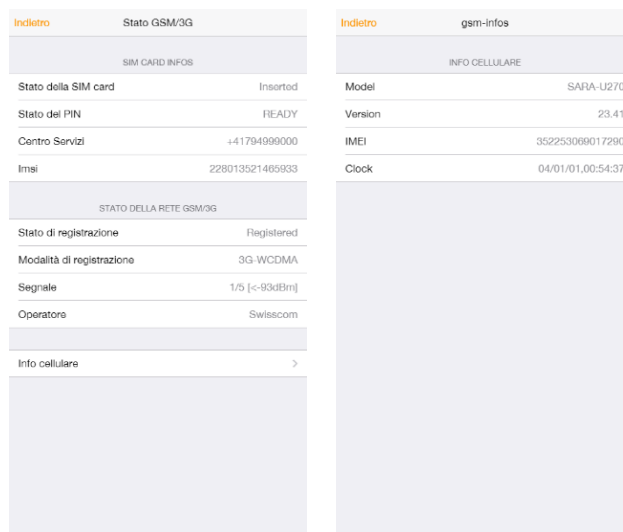 Indietro
Stato GSM/3G
SIM CARD INFOS
Stato della SIM card Inserted
Stato del PIN READY
Centro Servizi +41794999000
Imsi 228013521465933
STATO DELLA RETE GSM/3G
Stato di registrazione Registered
Modalità di registrazione 3G-WCDMA
Segnale 1/5 [<-93dBm]
Operatore Swisscom
Info cellulare >
Indietro
gsm-infos
INFO CELLULARE
Model SARA-U270
Version 23.41
IMEI 352253069017290
Clock 04/01/01,00:54:37